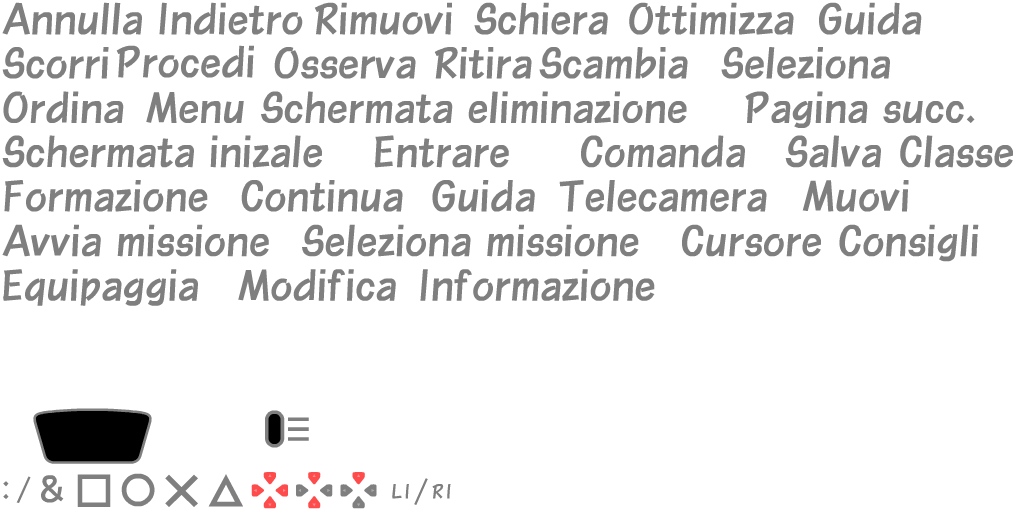 Annulla Indietro Rimuovi Schiera Ottimizza Guida
Scorri Procedi Osserva Ritira Scambia Seleziona
Ordina Menu Schermata eliminazione Pagina succ.
Schermata inizale Entrare Comanda Salva Classe
Formazione Continua Guida Telecamera Muovi
Avvia missione Seleziona missione Cursore Consigli
Equipaggia Modifica Informazione
:/ & L1/R1